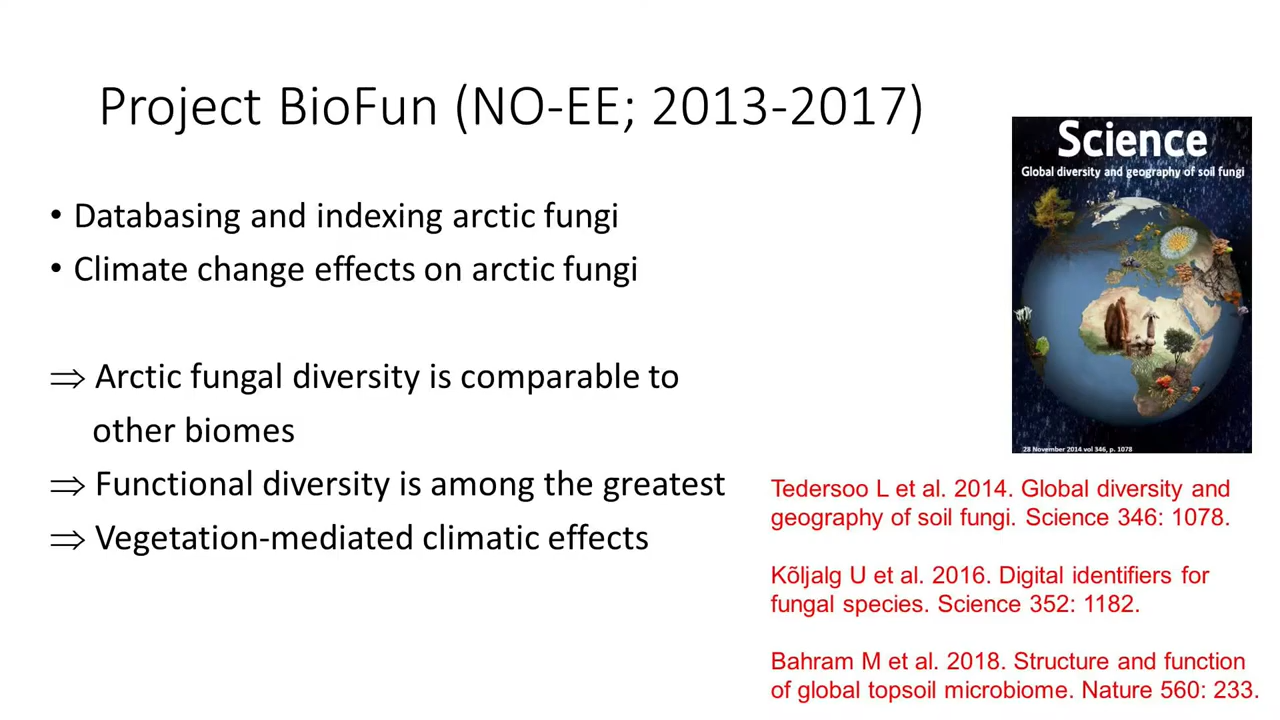 Project BioFun (NO-EE; 2013-2017)
• Databasing and indexing arctic fungi
• Climate change effects on arctic fungi
⇒ Arctic fungal diversity is comparable to
other biomes
⇒ Functional diversity is among the greatest
⇒ Vegetation-mediated climatic effects
Science
Global diversity and geography of soil fungi
28 November 2014 vol 346, p. 1078
Tedersoo L et al. 2014. Global diversity and
geography of soil fungi. Science 346: 1078.
Kõljalg U et al. 2016. Digital identifiers for
fungal species. Science 352: 1182.
Bahram M et al. 2018. Structure and function
of global topsoil microbiome. Nature 560: 233.